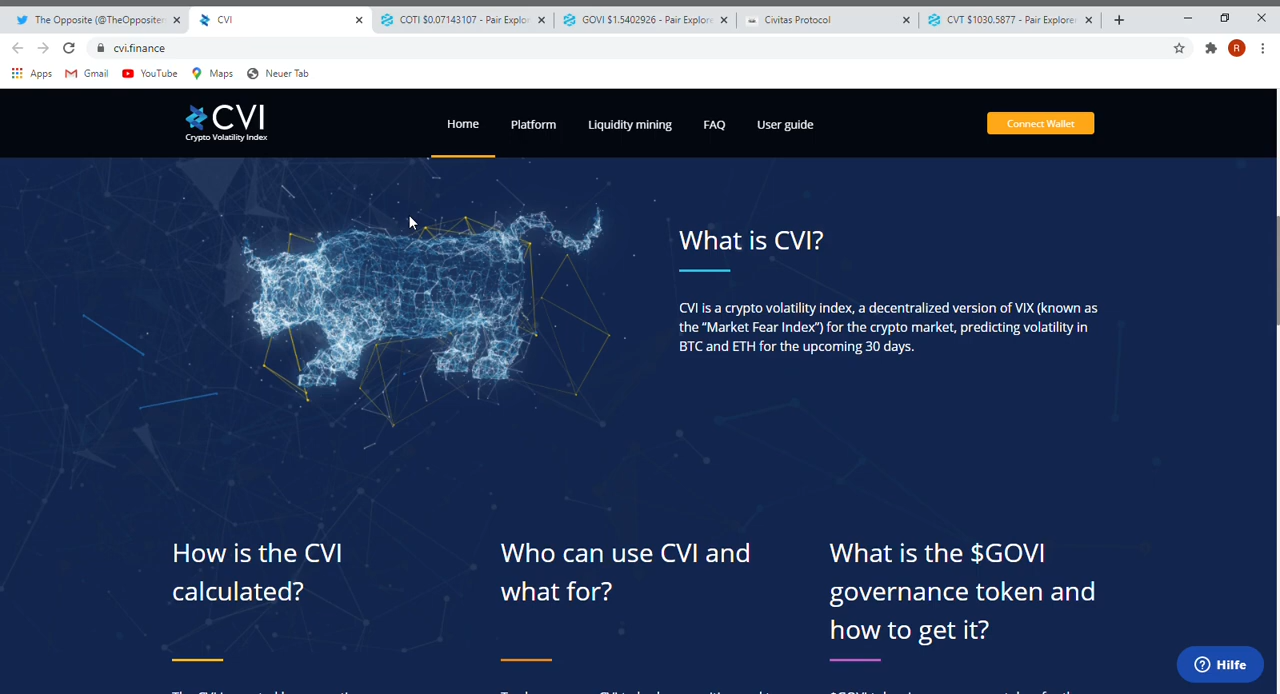 The Opposite (@TheOppositer
CVI
COTI $0.07143107 - Pair Explor
GOVI $1.5402926 - Pair Explore
Civitas Protocol
CVT $1030.5877 - Pair Explorer
cvi.finance
R
Apps
Gmail
YouTube
Maps
Neuer Tab
CVI
Crypto Volatility Index
Home
Platform
Liquidity mining
FAQ
User guide
Connect Wallet
What is CVI?
CVI is a crypto volatility index, a decentralized version of VIX (known as
the “Market Fear Index”) for the crypto market, predicting volatility in
BTC and ETH for the upcoming 30 days.
How is the CVI
calculated?
Who can use CVI and
what for?
What is the $GOVI
governance token and
how to get it?
Hilfe